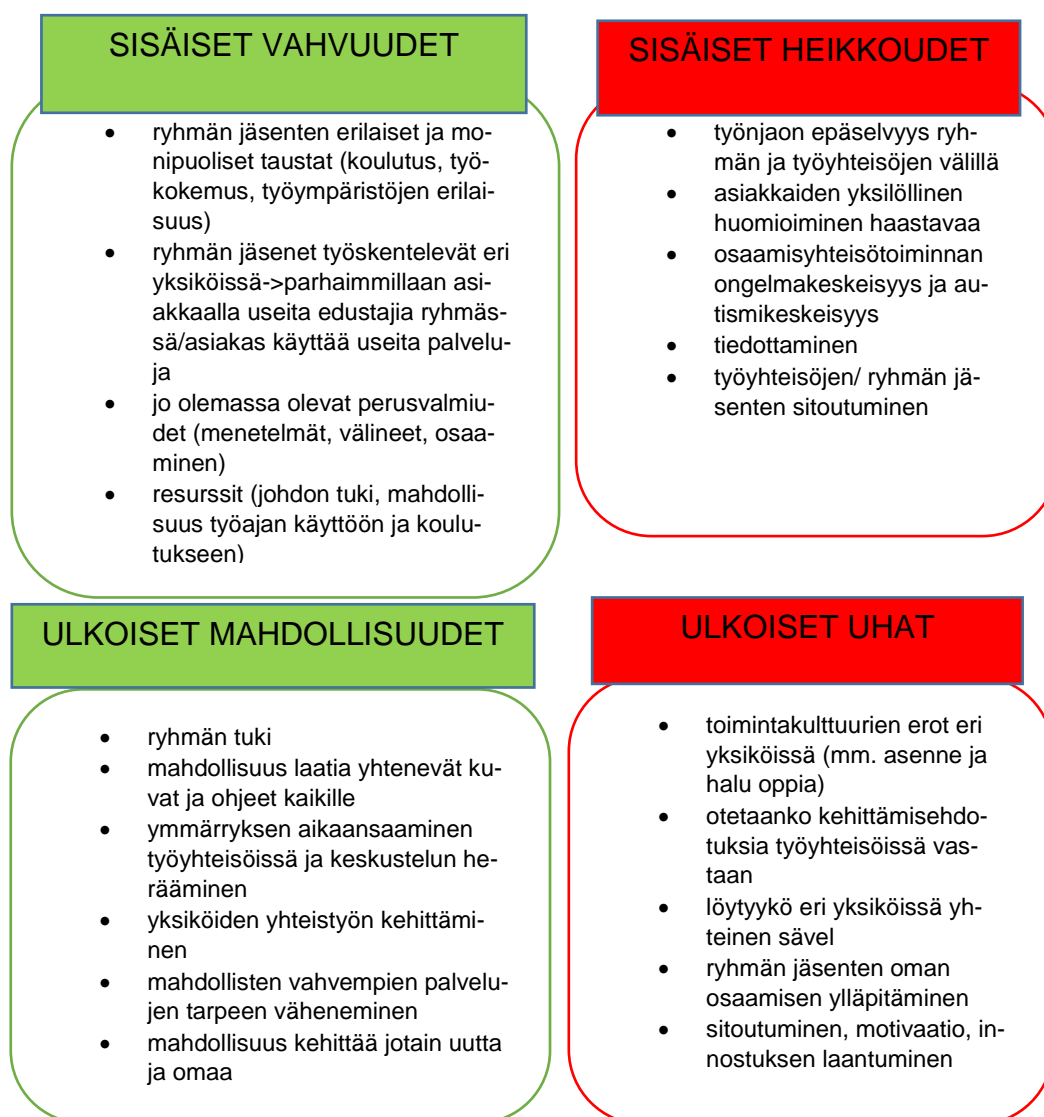 SISÄISET VAHVUUDET
• ryhmän jäsenten erilaiset ja mo-
nipuoliset taustat (koulutus, työ-
kokemus, työympäristöjen erilai-
suus)
• ryhmän jäsenet työskentelevät eri
yksiköissä->parhaimmillaan asi-
akkaalla useita edustajia ryhmäs-
sä/asiakas käyttää useita palvelu-
ja
• jo olemassa olevat perusvalmiu-
det (menetelmät, välineet, osaa-
minen)
• resurssit (johdon tuki, mahdolli-
suus työajan käyttöön ja koulu-
tukseen)
SISÄISET HEIKKOUDET
• työnjaon epäselvyys ryh-
män ja työyhteisöjen välillä
• asiakkaiden yksilöllinen
huomioiminen haastavaa
• osaamisyhteisötoiminnan
ongelmakeskeisyys ja au-
tismikeskeisyys
• tiedottaminen
• työyhteisöjen/ ryhmän jä-
senten sitoutuminen
ULKOISET MAHDOLLISUUDET
• ryhmän tuki
• mahdollisuus laatia yhtenevät ku-
vat ja ohjeet kaikille
• ymmärryksen aikaansaaminen
työyhteisöissä ja keskustelun he-
rääminen
• yksiköiden yhteistyön kehittämi-
nen
• mahdollisten vahvempien palvelu-
jen tarpeen väheneminen
• mahdollisuus kehittää jotain uutta
ja omaa
ULKOISET UHAT
• toimintakulttuurien erot eri
yksiköissä (mm. asenne ja
halu oppia)
• otetaanko kehittämisehdo-
tuksia työyhteisöissä vas-
taan
• löytyykö eri yksiköissä yh-
teinen sävel
• ryhmän jäsenten oman
osaamisen ylläpitäminen
• sitoutuminen, motivaatio, in-
nostuksen laantuminen